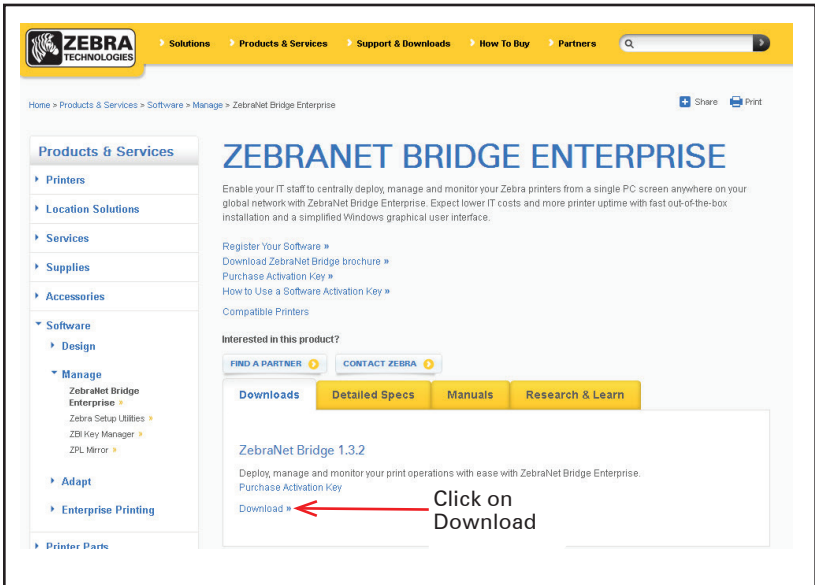 ZEBRA
TECHNOLOGIES
Solutions Products & Services Support & Downloads How To Buy Partners
Home > Products & Services > Software > Manage > ZebraNet Bridge Enterprise
Share Print
Products & Services
Printers
Location Solutions
Services
Supplies
Accessories
Software
Design
Manage
ZebraNet Bridge
Enterprise »
Zebra Setup Utilities »
ZBI Key Manager »
ZPL Mirror »
Adapt
Enterprise Printing
Printer Parts
ZEBRANET BRIDGE ENTERPRISE
Enable your IT staff to centrally deploy, manage and monitor your Zebra printers from a single PC screen anywhere on your
global network with ZebraNet Bridge Enterprise. Expect lower IT costs and more printer uptime with fast out-of-the-box
installation and a simplified Windows graphical user interface.
Register Your Software »
Download ZebraNet Bridge brochure »
Purchase Activation Key »
How to Use a Software Activation Key »
Compatible Printers
Interested in this product?
FIND A PARTNER CONTACT ZEBRA
Downloads Detailed Specs Manuals Research & Learn
ZebraNet Bridge 1.3.2
Deploy, manage and monitor your print operations with ease with ZebraNet Bridge Enterprise.
Purchase Activation Key
Download »
Click on
Download